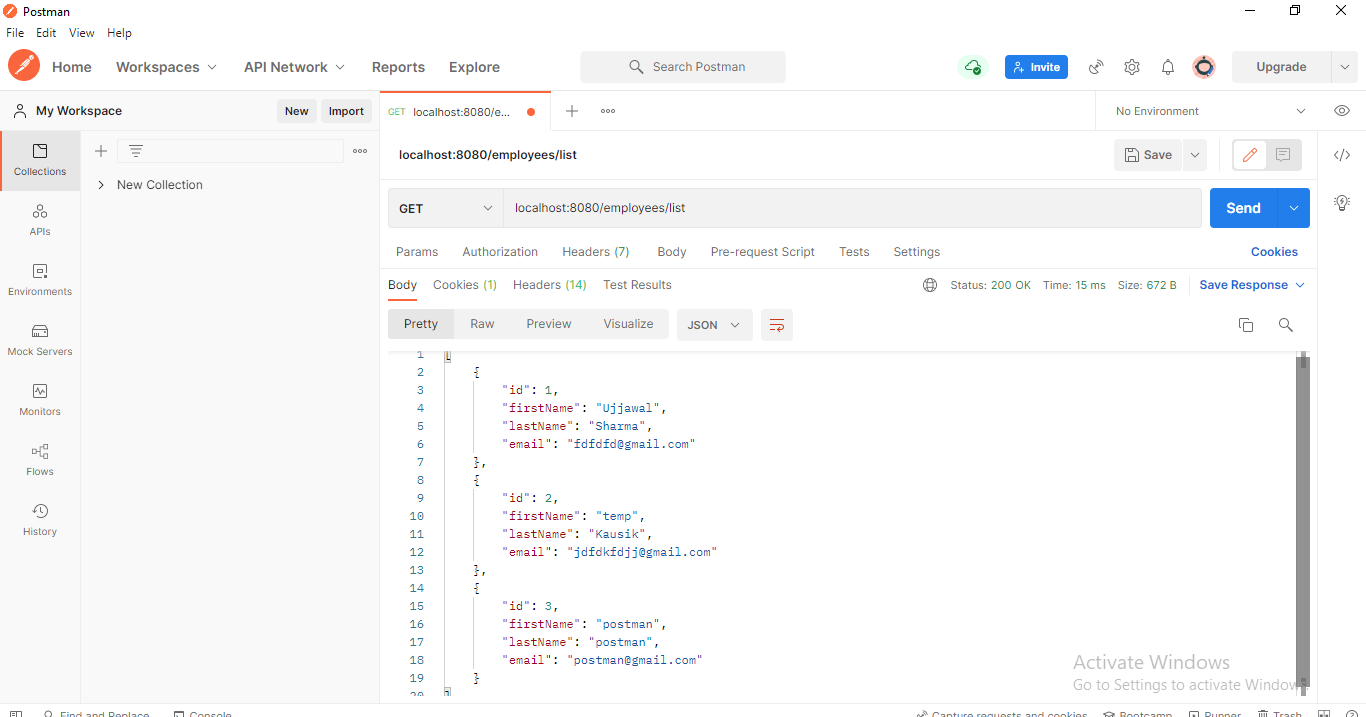 Postman
File Edit View Help
Home Workspaces API Network Reports Explore Search Postman Invite Upgrade
My Workspace New Import GET localhost:8080/e... No Environment
Collections
APIs
Environments
Mock Servers
Monitors
Flows
History
New Collection
localhost:8080/employees/list Save
GET localhost:8080/employees/list Send
Params Authorization Headers (7) Body Pre-request Script Tests Settings Cookies
Body Cookies (1) Headers (14) Test Results Status: 200 OK Time: 15 ms Size: 672 B Save Response
Pretty Raw Preview Visualize JSON
1 [
2 {
3 "id": 1,
4 "firstName": "Ujjawal",
5 "lastName": "Sharma",
6 "email": "fdfdfd@gmail.com"
7 },
8 {
9 "id": 2,
10 "firstName": "temp",
11 "lastName": "Kausik",
12 "email": "jdfdkfdjj@gmail.com"
13 },
14 {
15 "id": 3,
16 "firstName": "postman",
17 "lastName": "postman",
18 "email": "postman@gmail.com"
19 }
20 ]
Activate Windows
Go to Settings to activate Windows.
Find and Replace Console Capture requests and cookies Bootcamp Runner Trash